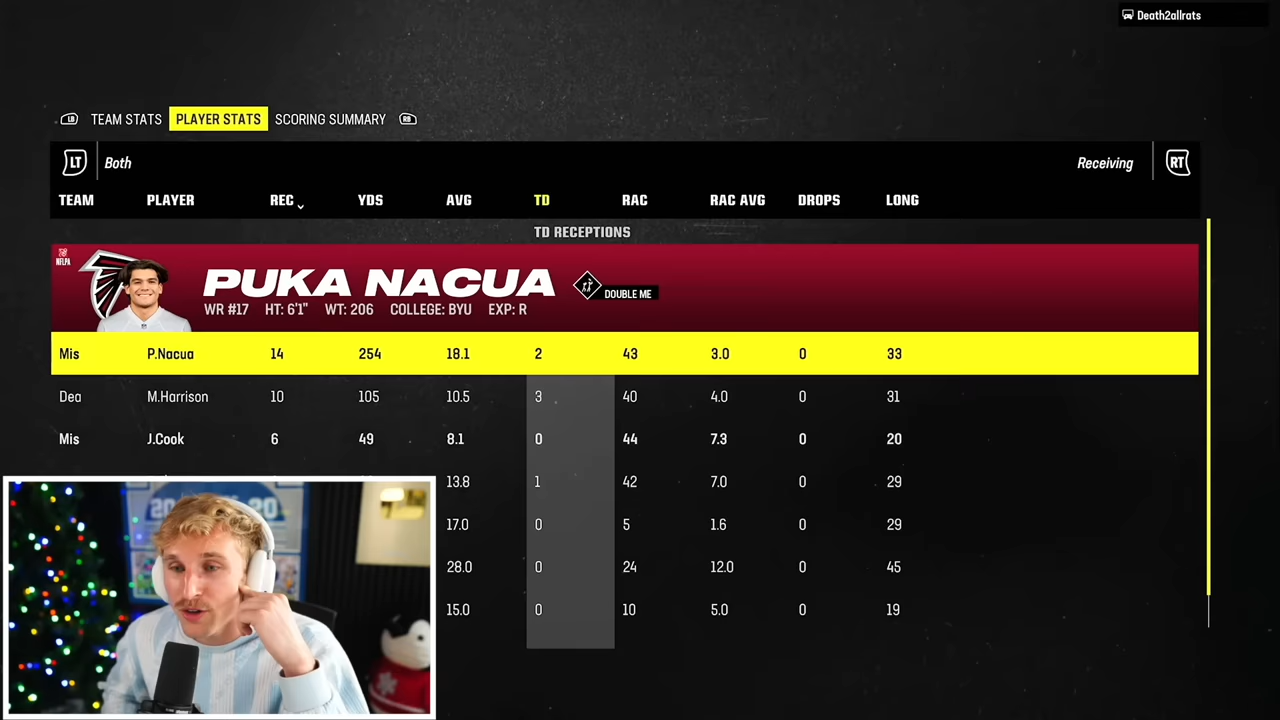 Death2allrats
LB TEAM STATS PLAYER STATS SCORING SUMMARY RB
LT Both Receiving RT
TEAM PLAYER REC YDS AVG TD RAC RAC AVG DROPS LONG
TD RECEPTIONS
NFLPA
PUKA NACUA DOUBLE ME
WR #17 HT: 6'1" WT: 206 COLLEGE: BYU EXP: R
Mis P.Nacua 14 254 18.1 2 43 3.0 0 33
Dea M.Harrison 10 105 10.5 3 40 4.0 0 31
Mis J.Cook 6 49 8.1 0 44 7.3 0 20
13.8 1 42 7.0 0 29
17.0 0 5 1.6 0 29
28.0 0 24 12.0 0 45
15.0 0 10 5.0 0 19